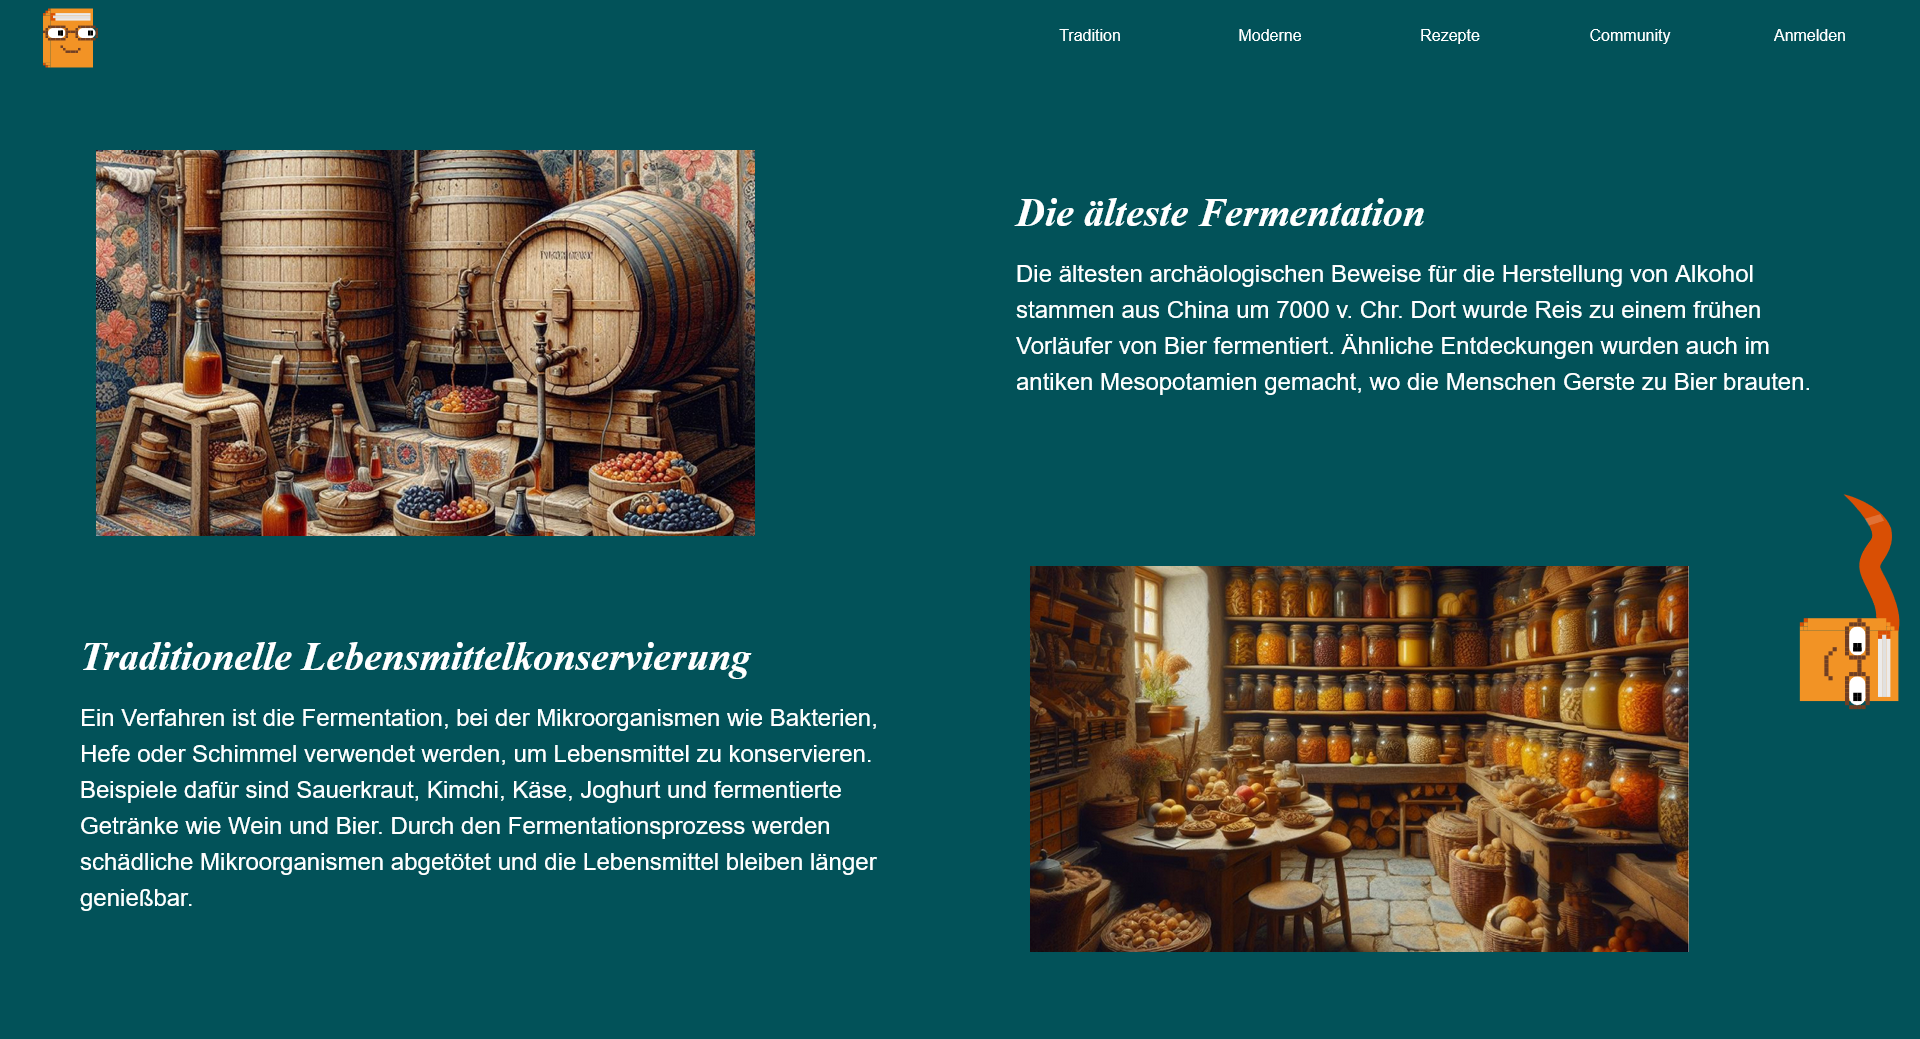 Tradition
Moderne
Rezepte
Community
Anmelden
Die älteste Fermentation
Die ältesten archäologischen Beweise für die Herstellung von Alkohol
stammen aus China um 7000 v. Chr. Dort wurde Reis zu einem frühen
Vorläufer von Bier fermentiert. Ähnliche Entdeckungen wurden auch im
antiken Mesopotamien gemacht, wo die Menschen Gerste zu Bier brauten.
Traditionelle Lebensmittelkonservierung
Ein Verfahren ist die Fermentation, bei der Mikroorganismen wie Bakterien,
Hefe oder Schimmel verwendet werden, um Lebensmittel zu konservieren.
Beispiele dafür sind Sauerkraut, Kimchi, Käse, Joghurt und fermentierte
Getränke wie Wein und Bier. Durch den Fermentationsprozess werden
schädliche Mikroorganismen abgetötet und die Lebensmittel bleiben länger
genießbar.